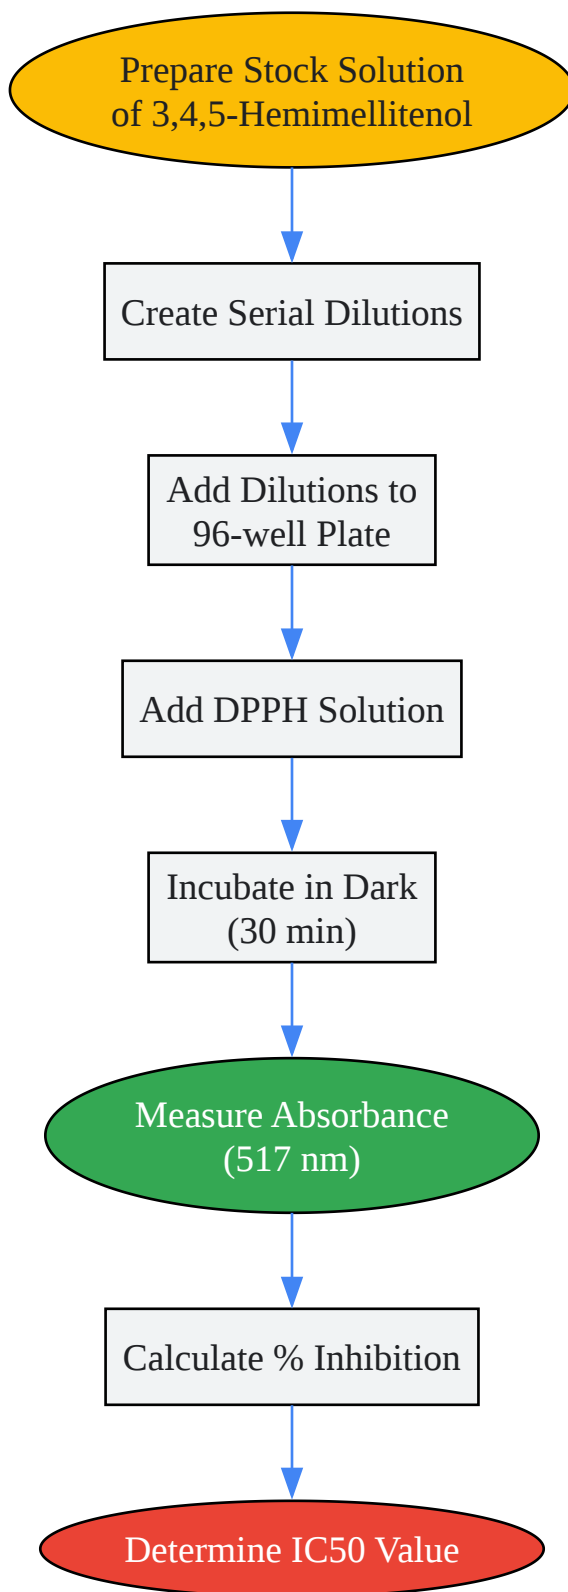 Prepare Stock Solution
of 3,4,5-Hemimellitenol
Create Serial Dilutions
Add Dilutions to
96-well Plate
Add DPPH Solution
Incubate in Dark
(30 min)
Measure Absorbance
(517 nm)
Calculate % Inhibition
Determine IC50 Value